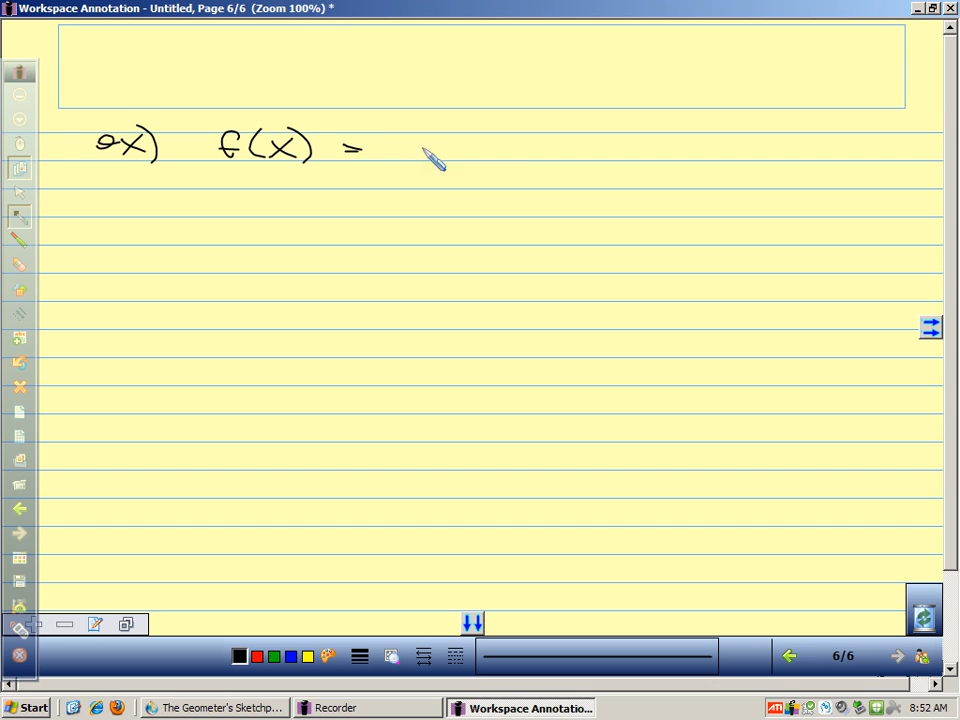 Workspace Annotation - Untitled, Page 6/6 (Zoom 100%) *
ex) f(x) =
6/6
Start
The Geometer's Sketchp...
Recorder
Workspace Annotatio...
ATI
8:52 AM